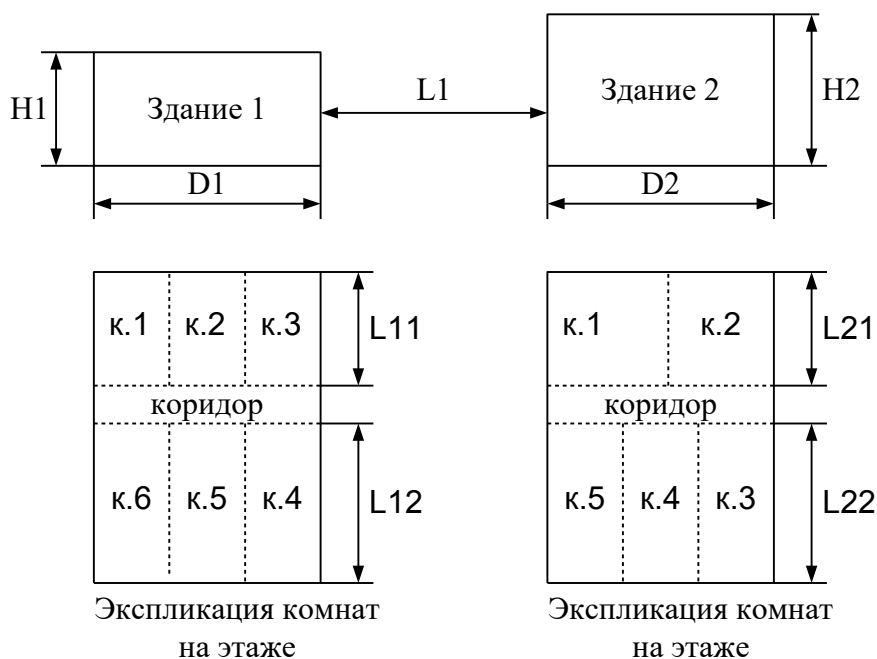 H1
Здание 1
L1
Здание 2
H2
D1
D2
к.1 к.2 к.3
L11
коридор
к.6 к.5 к.4
L12
Экспликация комнат
на этаже
к.1 к.2
L21
коридор
к.5 к.4 к.3
L22
Экспликация комнат
на этаже